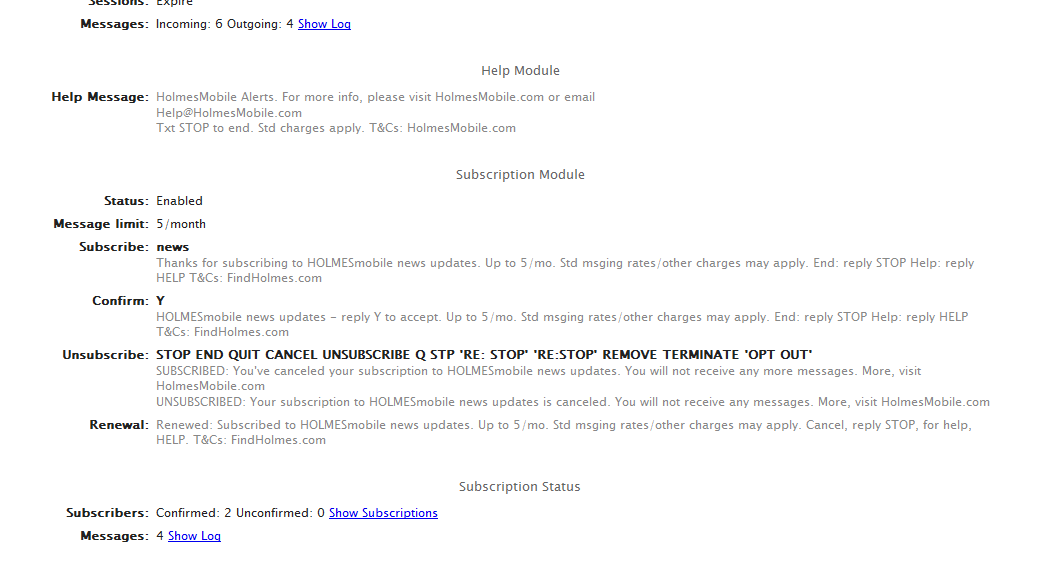 Sessions: Expire
Messages: Incoming: 6 Outgoing: 4 Show Log
Help Module
Help Message: HolmesMobile Alerts. For more info, please visit HolmesMobile.com or email
Help@HolmesMobile.com
Txt STOP to end. Std charges apply. T&Cs: HolmesMobile.com
Subscription Module
Status: Enabled
Message limit: 5/month
Subscribe: news
Thanks for subscribing to HOLMESmobile news updates. Up to 5/mo. Std msging rates/other charges may apply. End: reply STOP Help: reply
HELP T&Cs: FindHolmes.com
Confirm: Y
HOLMESmobile news updates - reply Y to accept. Up to 5/mo. Std msging rates/other charges may apply. End: reply STOP Help: reply HELP
T&Cs: FindHolmes.com
Unsubscribe: STOP END QUIT CANCEL UNSUBSCRIBE Q STP 'RE: STOP' 'RE:STOP' REMOVE TERMINATE 'OPT OUT'
SUBSCRIBED: You've canceled your subscription to HOLMESmobile news updates. You will not receive any more messages. More, visit
HolmesMobile.com
UNSUBSCRIBED: Your subscription to HOLMESmobile news updates is canceled. You will not receive any messages. More, visit HolmesMobile.com
Renewal: Renewed: Subscribed to HOLMESmobile news updates. Up to 5/mo. Std msging rates/other charges may apply. Cancel, reply STOP, for help,
HELP. T&Cs: FindHolmes.com
Subscription Status
Subscribers: Confirmed: 2 Unconfirmed: 0 Show Subscriptions
Messages: 4 Show Log